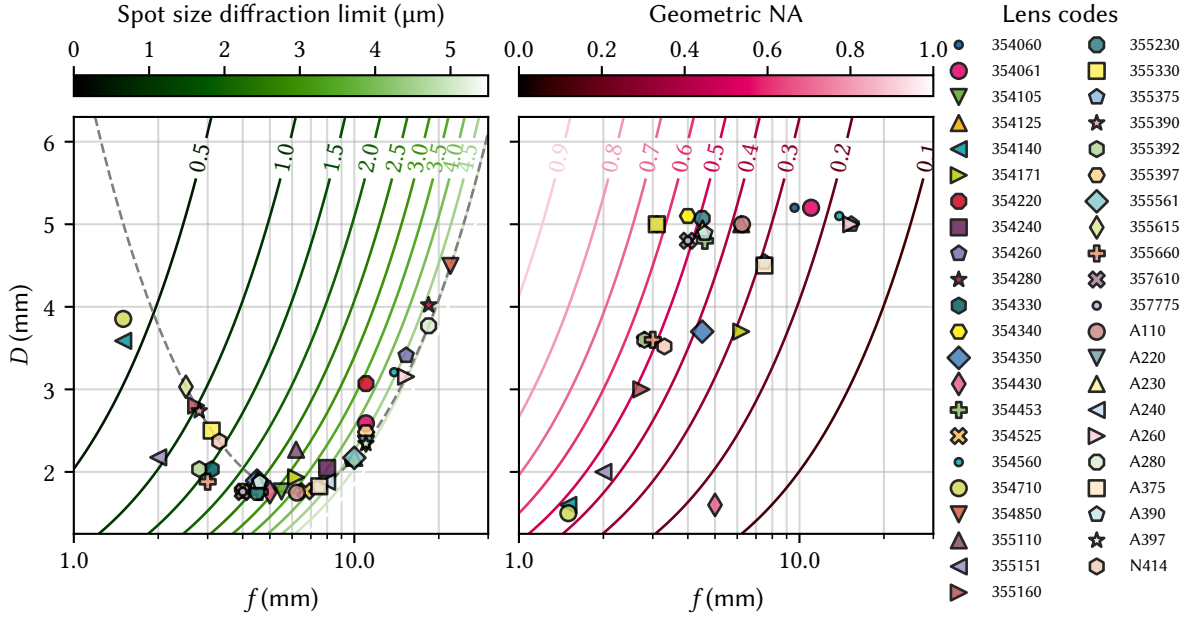 Spot size diffraction limit (μm)
0 1 2 3 4 5
0.5 1.0 1.5 2.0 2.5 3.0 3.5 4.0 4.5
6
5
4
3
2
D (mm)
1.0 10.0
f (mm)
Geometric NA
0.0 0.2 0.4 0.6 0.8 1.0
0.9 0.8 0.7 0.6 0.5 0.4 0.3 0.2 0.1
1.0 10.0
f (mm)
Lens codes
354060
354061
354105
354125
354140
354171
354220
354240
354260
354280
354330
354340
354350
354430
354453
354525
354560
354710
354850
355110
355151
355160
355230
355330
355375
355390
355392
355397
355561
355615
355660
357610
357775
A110
A220
A230
A240
A260
A280
A375
A390
A397
N414